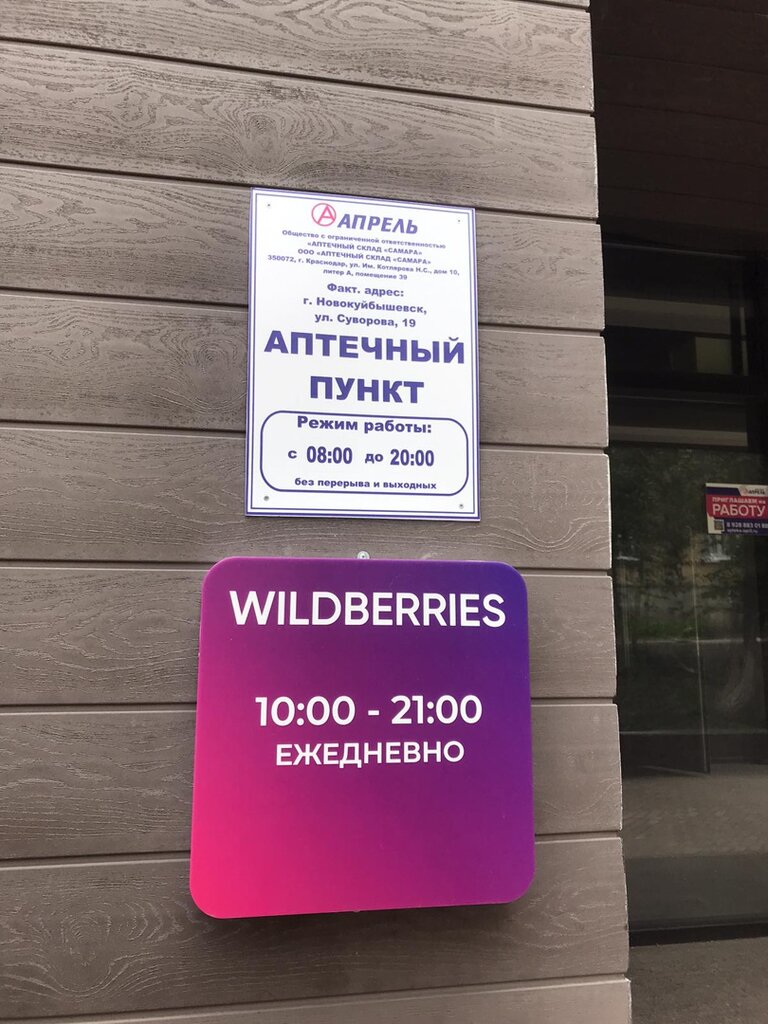 АПРЕЛЬ
Общество с ограниченной ответственностью
«АПТЕЧНЫЙ СКЛАД «САМАРА»
ООО «АПТЕЧНЫЙ СКЛАД «САМАРА»
350072, г. Краснодар, ул. Им. Котлярова Н.С., дом 10,
литер А, помещение 39
Факт. адрес:
г. Новокуйбышевск,
ул. Суворова, 19
АПТЕЧНЫЙ
ПУНКТ
Режим работы:
с 08:00 до 20:00
без перерыва и выходных
WILDBERRIES
10:00 - 21:00
ЕЖЕДНЕВНО
ПРИГЛАШАЕМ на
РАБОТУ